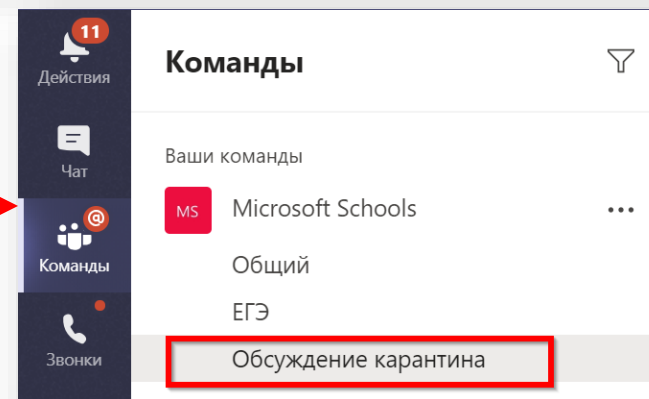 11
Действия
Чат
@
Команды
Звонки
Команды
Ваши команды
MS Microsoft Schools ...
Общий
ЕГЭ
Обсуждение карантина